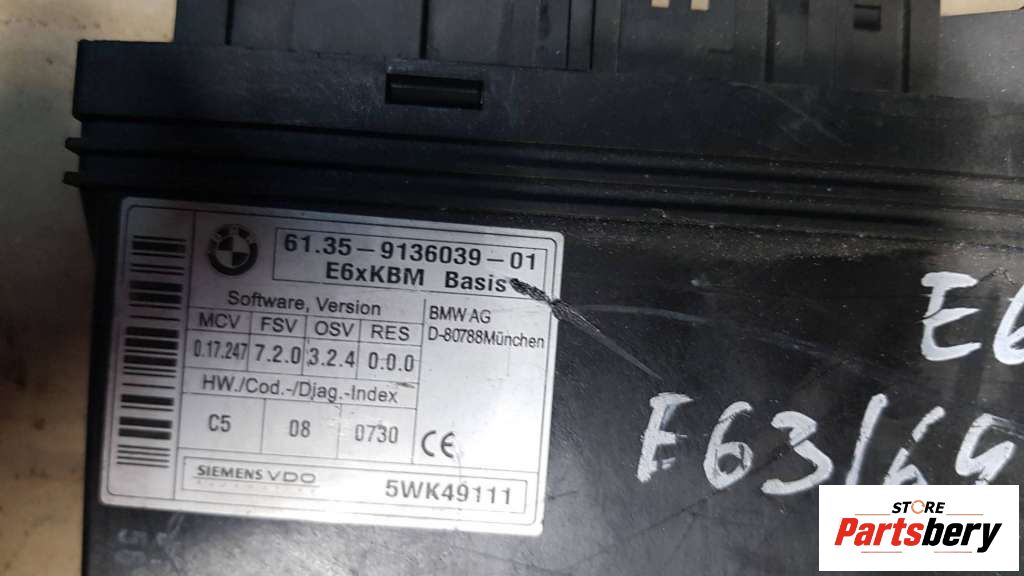 61.35-9136039-01
E6xKBM Basis
Software, Version
MCV FSV OSV RES
0.17.247 7.2.0 3.2.4 0.0.0
HW./Cod.-/Diag.-Index
C5 08 0730
BMW AG
D-80788München
CE
SIEMENS VDO
5WK49111
E6
E63/64
STORE
Partsbery